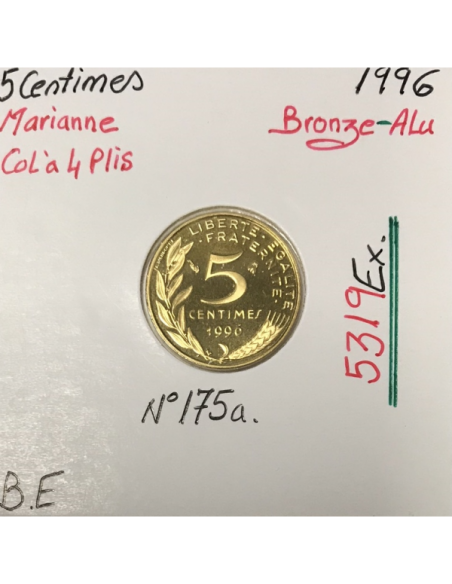 5 Centimes
1996
Marianne
Bronze-Alu
Col à 4 Plis
LIBERTE·EGALITE
·FRATERNITE·
5
CENTIMES
1996
5319 Ex.
N° 175a.
B.E